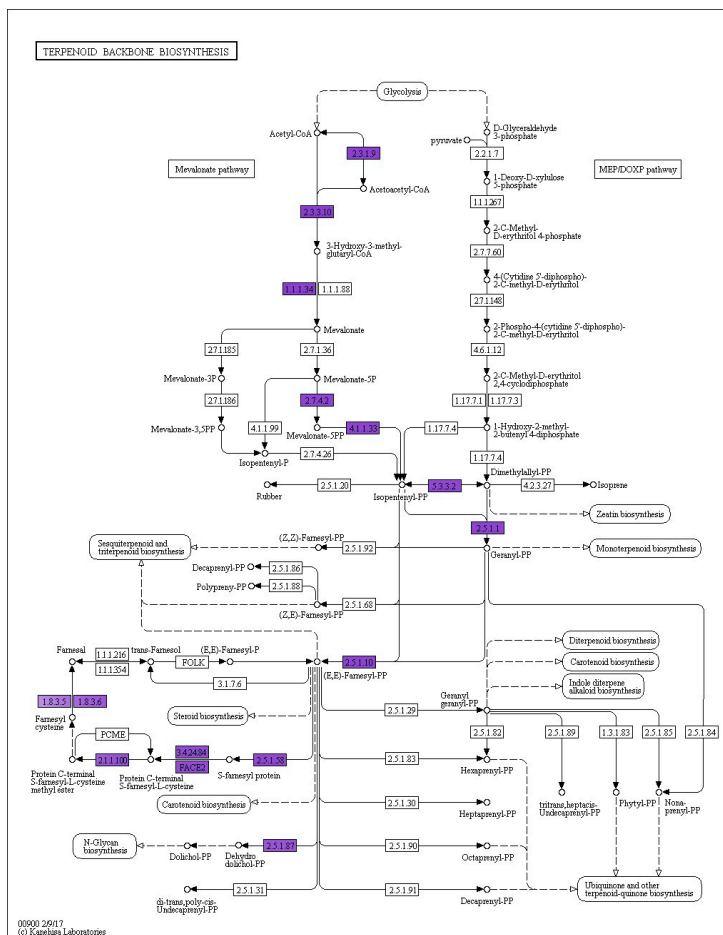 TERPENOID BACKBONE BIOSYNTHESIS
Glycolysis
Acetyl-CoA
D-Glyceraldehyde
3-phosphate
pyruvate
2.3.1.9
2.2.1.7
Mevalonate pathway
MEP/DOXP pathway
Acetoacetyl-CoA
1-Deoxy-D-xylulose
5-phosphate
2.3.3.10
1.1.1.267
2-C-Methyl-
D-erythritol 4-phosphate
3-Hydroxy-3-methyl-
glutaryl-CoA
2.7.7.60
4-(Cytidine 5'-diphospho)-
2-C-methyl-D-erythritol
1.1.1.34
1.1.1.88
2.7.1.148
Mevalonate
2-Phospho-4-(cytidine 5'-diphospho)-
2-C-methyl-D-erythritol
2.7.1.185
2.7.1.36
4.6.1.12
Mevalonate-3P
Mevalonate-5P
2-C-Methyl-D-erythritol
2,4-cyclodiphosphate
2.7.1.186
2.7.4.2
1.17.7.1
1.17.7.3
4.1.1.99
4.1.1.33
1.17.7.4
1-Hydroxy-2-methyl-
2-butenyl 4-diphosphate
Mevalonate-3,5PP
Mevalonate-5PP
2.7.4.26
1.17.7.4
Isopentenyl-P
Dimethylallyl-PP
Rubber
2.5.1.20
Isopentenyl-PP
5.3.3.2
4.2.3.27
Isoprene
Zeatin biosynthesis
2.5.1.1
Sesquiterpenoid and
triterpenoid biosynthesis
(Z,Z)-Farnesyl-PP
2.5.1.92
Geranyl-PP
Monoterpenoid biosynthesis
Decaprenyl-PP
2.5.1.86
Polypreny-PP
2.5.1.88
(Z,E)-Farnesyl-PP
2.5.1.68
Farnesal
1.1.1.216
1.1.1.354
trans-Farnesol
FOLK
(E,E)-Farnesyl-P
2.5.1.10
(E,E)-Farnesyl-PP
Diterpenoid biosynthesis
Carotenoid biosynthesis
3.1.7.6
Indole diterpene
alkaloid biosynthesis
1.8.3.5
1.8.3.6
Geranyl
geranyl-PP
Farnesyl
cysteine
Steroid biosynthesis
2.5.1.29
PCME
2.5.1.82
2.5.1.89
1.3.1.83
2.5.1.85
2.5.1.84
2.1.1.100
3.4.24.84
FACE2
2.5.1.58
2.5.1.83
Protein C-terminal
S-farnesyl-L-cysteine
methyl ester
Protein C-terminal
S-farnesyl-L-cysteine
S-farnesyl protein
Hexaprenyl-PP
Carotenoid biosynthesis
2.5.1.30
Heptaprenyl-PP
tritrans,heptacis-
Undecaprenyl-PP
Phytyl-PP
Nona-
prenyl-PP
N-Glycan
biosynthesis
Dolichol-PP
Dehydro
dolichol-PP
2.5.1.87
2.5.1.90
Octaprenyl-PP
di-trans,poly-cis-
Undecaprenyl-PP
2.5.1.31
2.5.1.91
Decaprenyl-PP
Ubiquinone and other
terpenoid-quinone biosynthesis
00900 2/9/17
(c) Kanehisa Laboratories